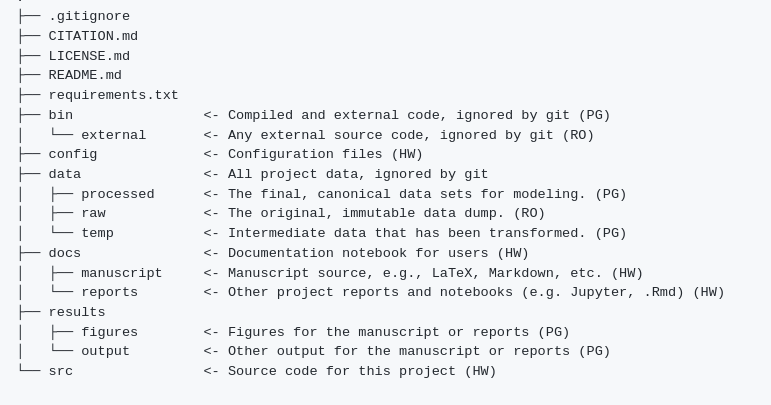 ├── .gitignore
├── CITATION.md
├── LICENSE.md
├── README.md
├── requirements.txt
├── bin                <- Compiled and external code, ignored by git (PG)
│   └── external       <- Any external source code, ignored by git (RO)
├── config             <- Configuration files (HW)
├── data               <- All project data, ignored by git
│   ├── processed      <- The final, canonical data sets for modeling. (PG)
│   ├── raw            <- The original, immutable data dump. (RO)
│   └── temp           <- Intermediate data that has been transformed. (PG)
├── docs               <- Documentation notebook for users (HW)
│   ├── manuscript     <- Manuscript source, e.g., LaTeX, Markdown, etc. (HW)
│   └── reports        <- Other project reports and notebooks (e.g. Jupyter, .Rmd) (HW)
├── results
│   ├── figures        <- Figures for the manuscript or reports (PG)
│   └── output         <- Other output for the manuscript or reports (PG)
└── src                <- Source code for this project (HW)